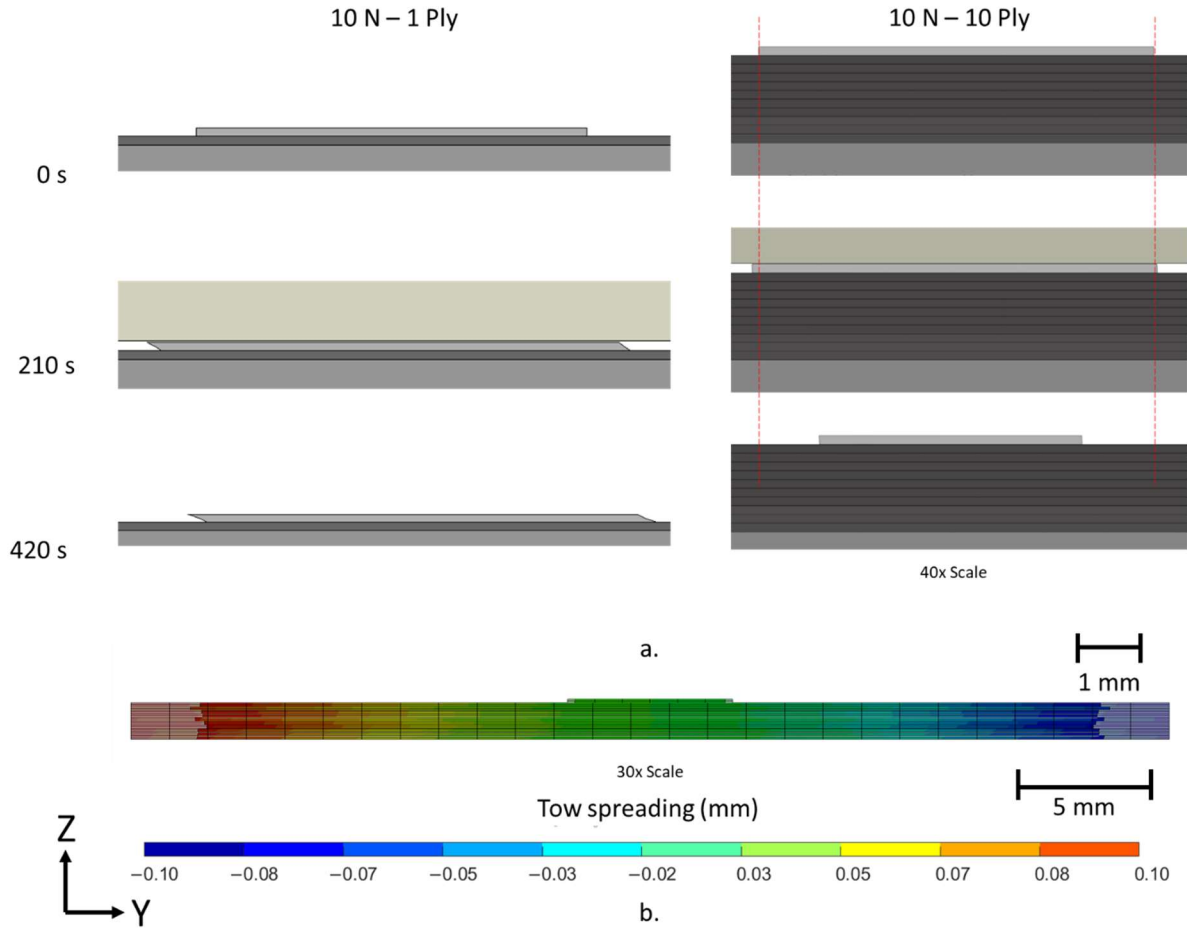 10 N – 1 Ply
10 N – 10 Ply
0 s
210 s
420 s
40x Scale
a.
1 mm
30x Scale
5 mm
Tow spreading (mm)
Z
Y
−0.10 −0.08 −0.07 −0.05 −0.03 −0.02 0.03 0.05 0.07 0.08 0.10
b.